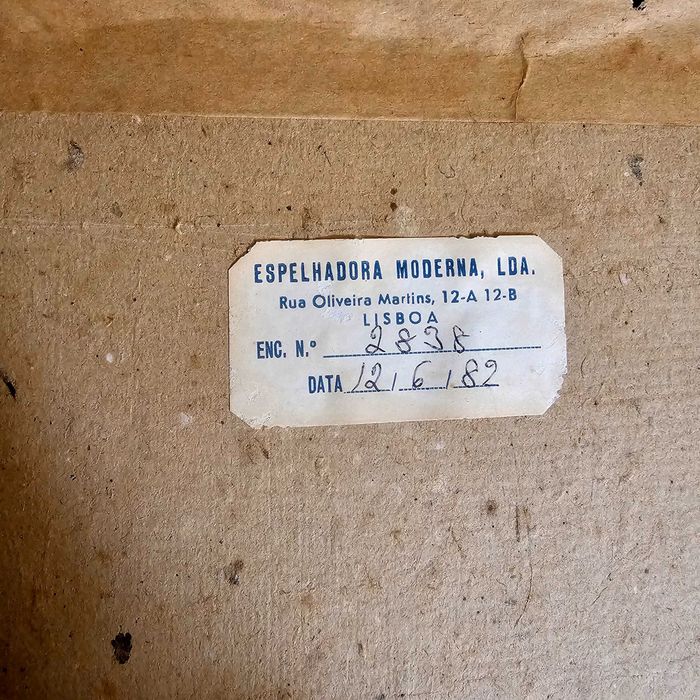 ESPELHADORA MODERNA, LDA.
Rua Oliveira Martins, 12-A 12-B
LISBOA
ENC. N.º 2838
DATA 12, 6, 82